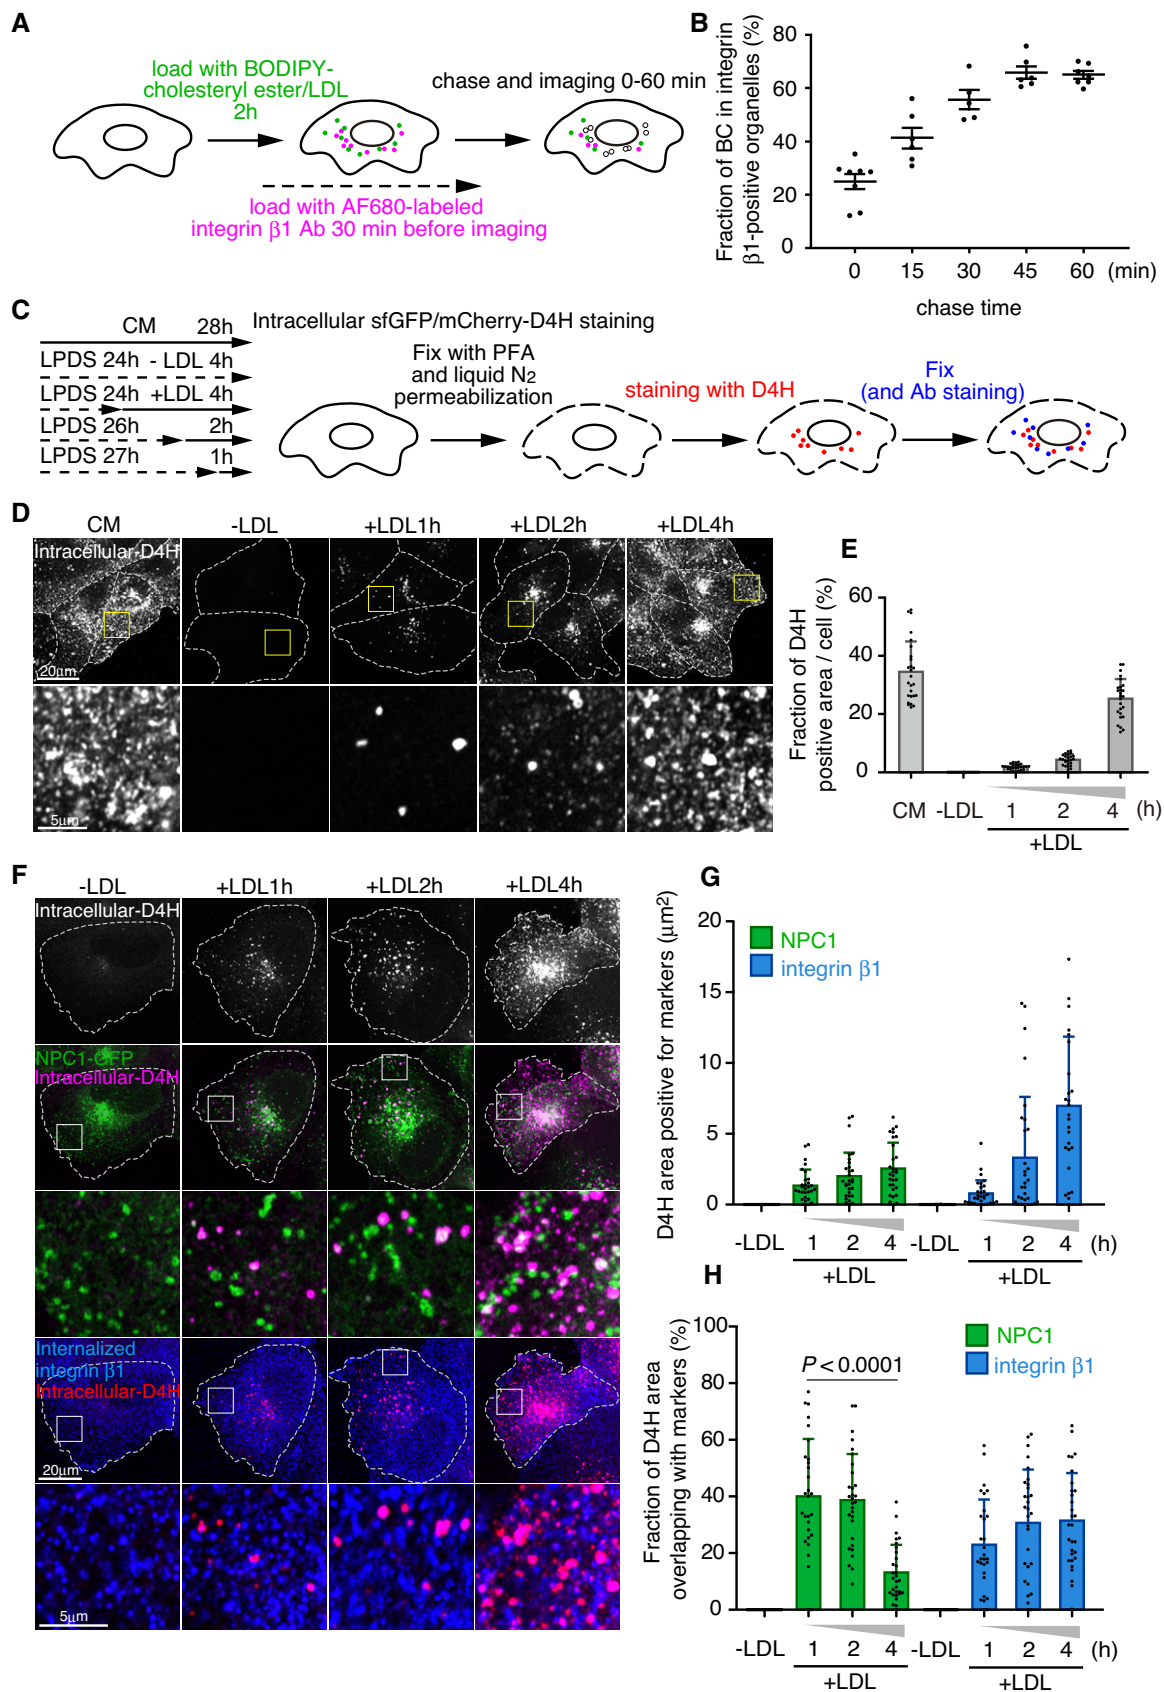 A
load with BODIPY-
cholesteryl ester/LDL
2h
chase and imaging 0-60 min
load with AF680-labeled
integrin β1 Ab 30 min before imaging
B
Fraction of BC in integrin
β1-positive organelles (%)
80
60
40
20
0
0 15 30 45 60 (min)
chase time
C
CM 28h
LPDS 24h - LDL 4h
LPDS 24h +LDL 4h
LPDS 26h 2h
LPDS 27h 1h
Intracellular sfGFP/mCherry-D4H staining
Fix with PFA
and liquid N2
permeabilization
staining with D4H
Fix
(and Ab staining)
D
CM -LDL +LDL1h +LDL2h +LDL4h
Intracellular-D4H
20μm
5μm
E
Fraction of D4H
positive area / cell (%)
60
40
20
0
CM -LDL 1 2 4 (h)
+LDL
F
-LDL +LDL1h +LDL2h +LDL4h
Intracellular-D4H
NPC1-GFP
Intracellular-D4H
Internalized
integrin β1
Intracellular-D4H
20μm
5μm
G
D4H area positive for markers (μm²)
20
15
10
5
0
NPC1
integrin β1
-LDL 1 2 4 -LDL 1 2 4 (h)
+LDL +LDL
H
Fraction of D4H area
overlapping with markers (%)
100
80
60
40
20
0
NPC1
integrin β1
P < 0.0001
-LDL 1 2 4 -LDL 1 2 4 (h)
+LDL +LDL